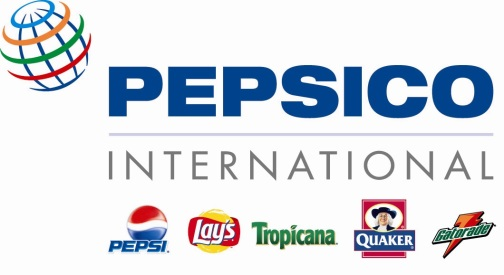 PEPSICO
INTERNATIONAL
PEPSI
Lay's
Tropicana
QUAKER
Gatorade